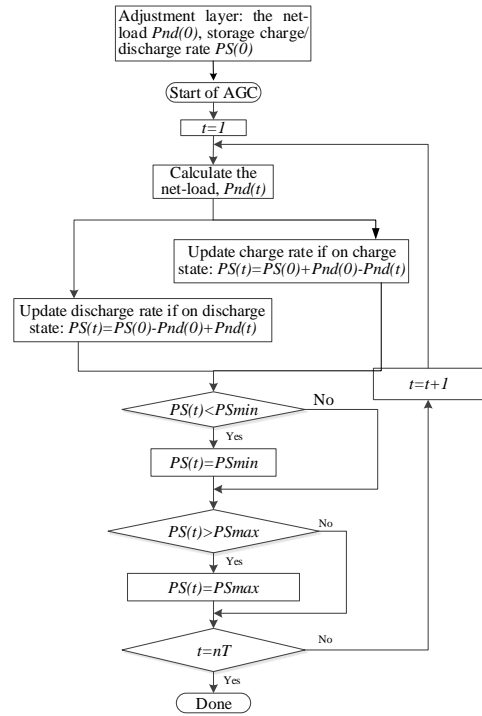 Adjustment layer: the net-
load Pnd(0), storage charge/
discharge rate PS(0)
Start of AGC
t=1
Calculate the
net-load, Pnd(t)
Update charge rate if on charge
state: PS(t)=PS(0)+Pnd(0)-Pnd(t)
Update discharge rate if on discharge
state: PS(t)=PS(0)-Pnd(0)+Pnd(t)
t=t+1
PS(t)<PSmin
No
Yes
PS(t)=PSmin
PS(t)>PSmax
No
Yes
PS(t)=PSmax
t=nT
No
Yes
Done